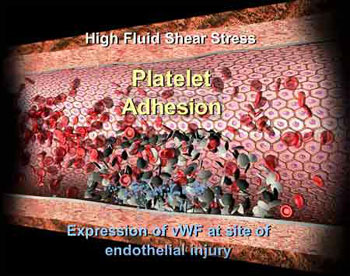 High Fluid Shear Stress
Platelet
Adhesion
Expression of vWF at site of
endothelial injury